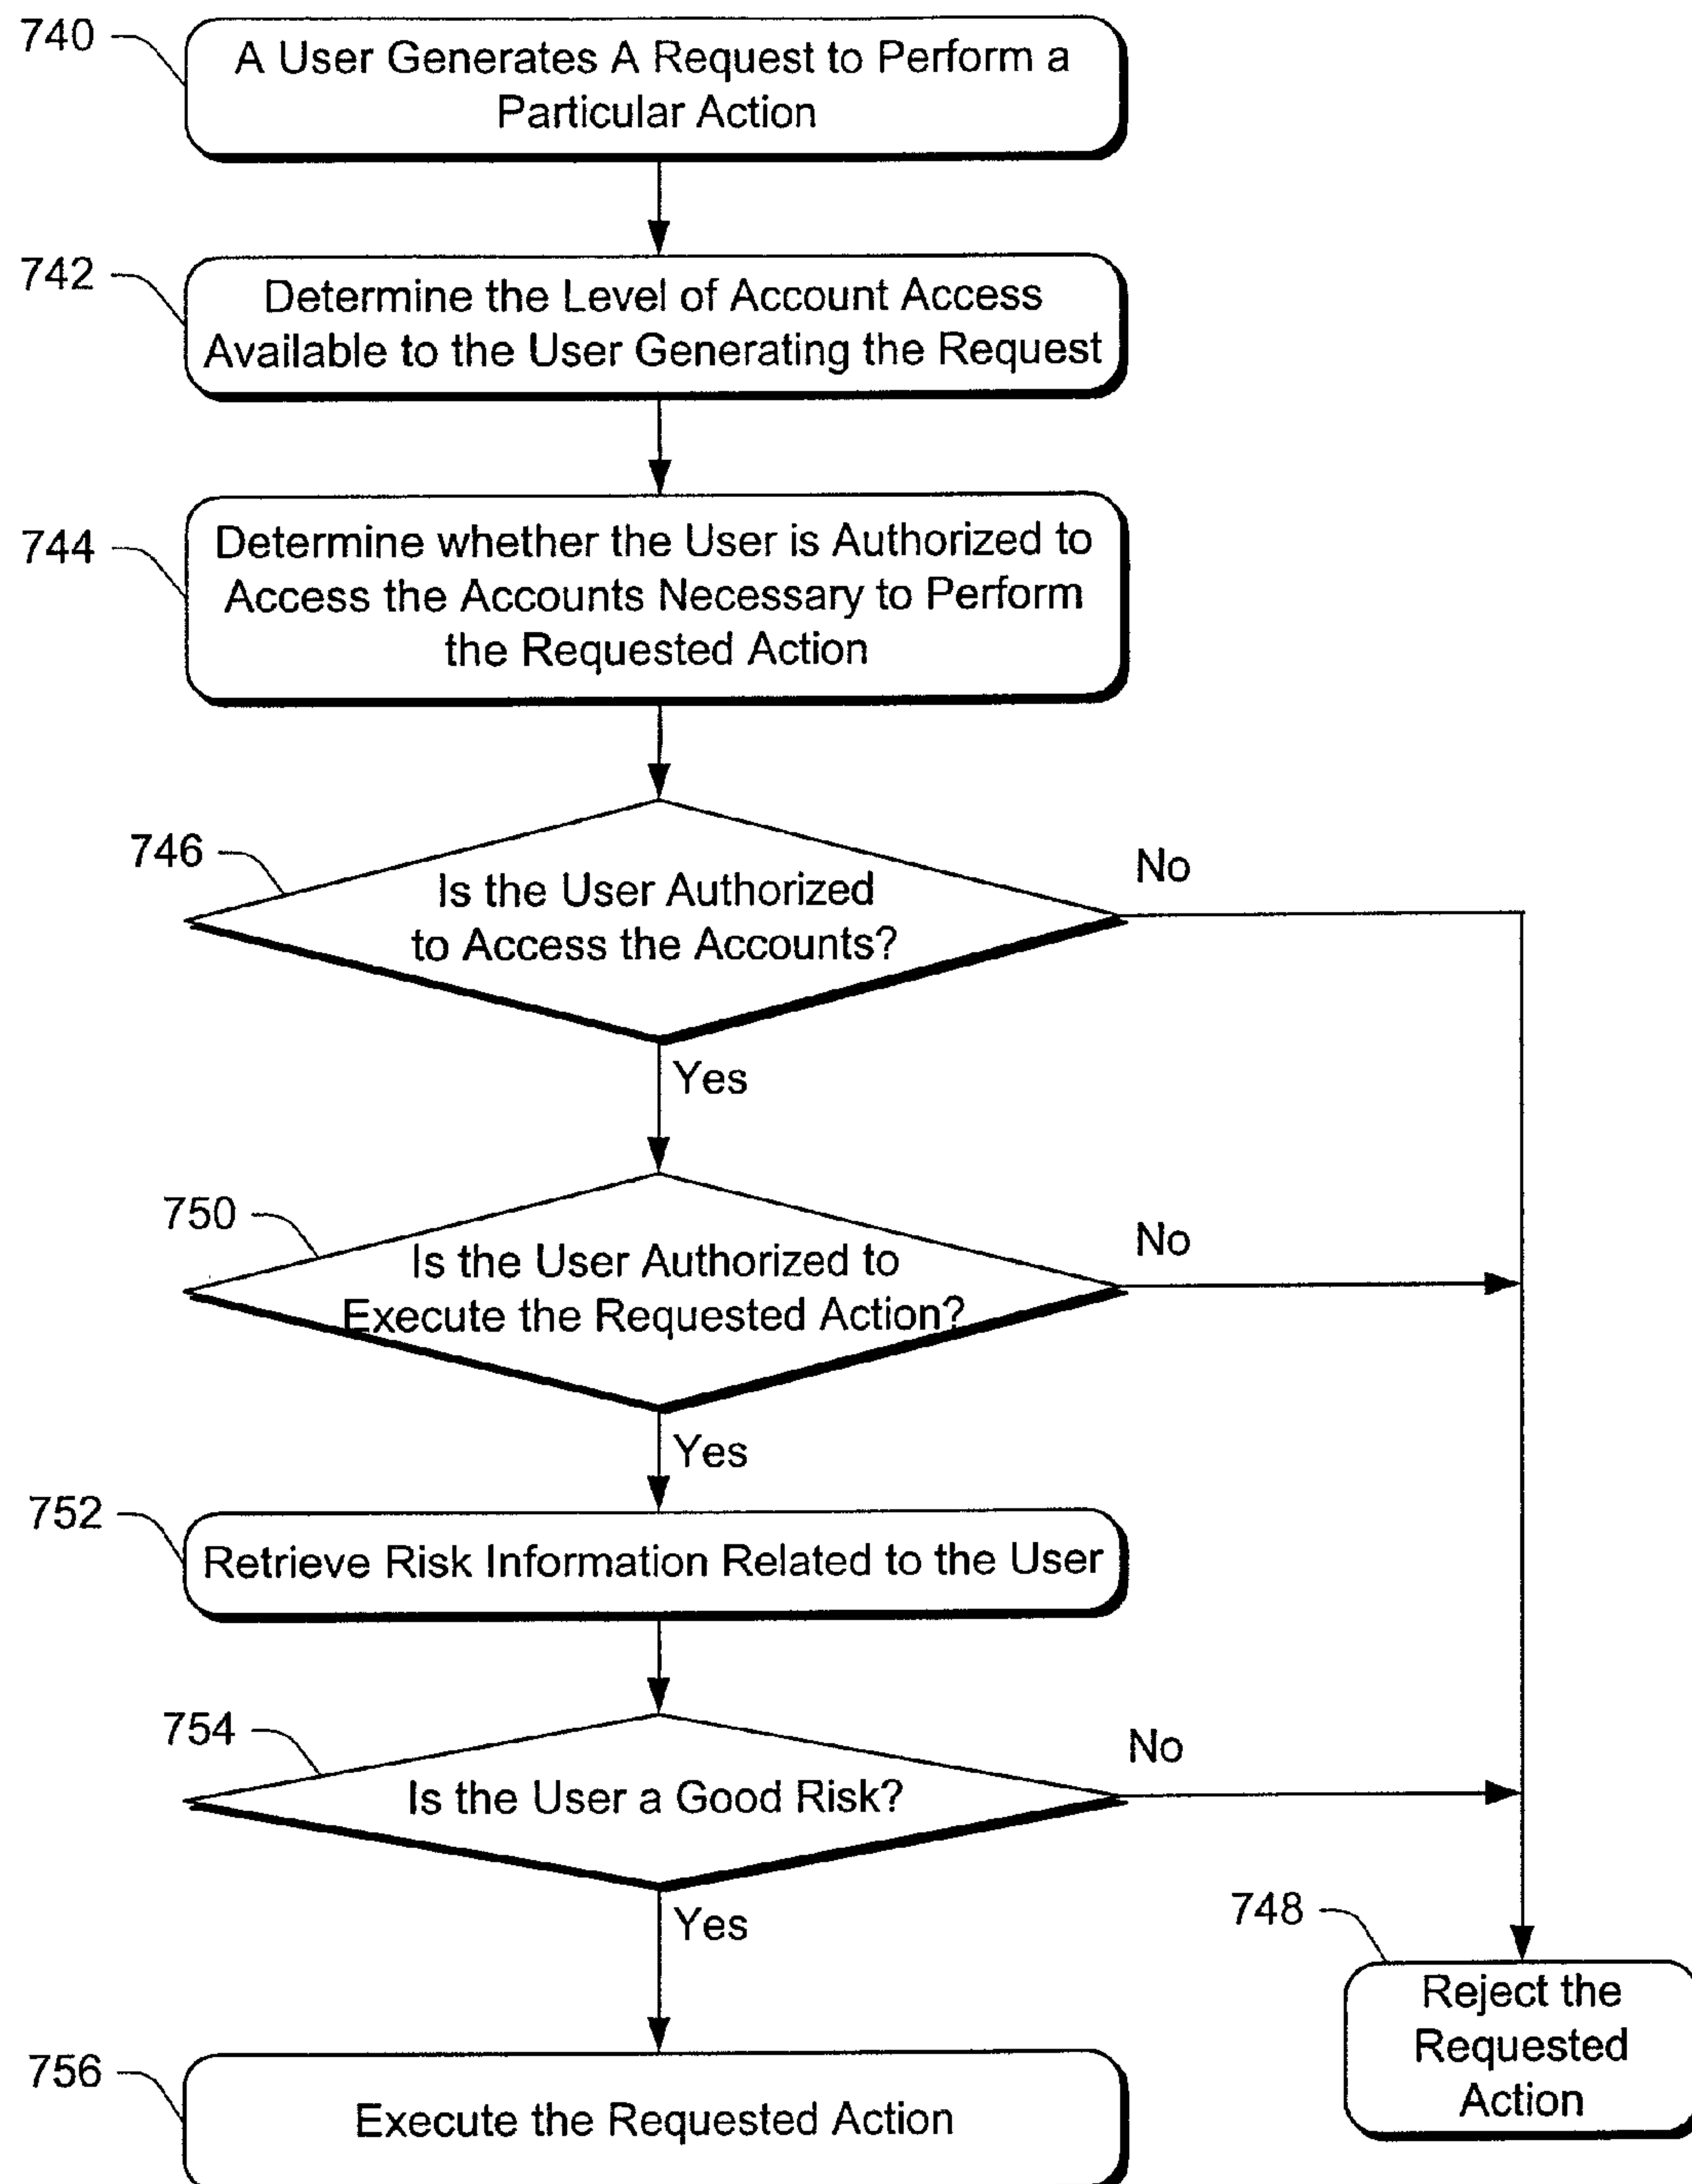 740
A User Generates A Request to Perform a
Particular Action
742
Determine the Level of Account Access
Available to the User Generating the Request
744
Determine whether the User is Authorized to
Access the Accounts Necessary to Perform
the Requested Action
746
Is the User Authorized
to Access the Accounts?
No
Yes
750
Is the User Authorized to
Execute the Requested Action?
No
Yes
752
Retrieve Risk Information Related to the User
754
Is the User a Good Risk?
No
Yes
748
Reject the
Requested
Action
756
Execute the Requested Action